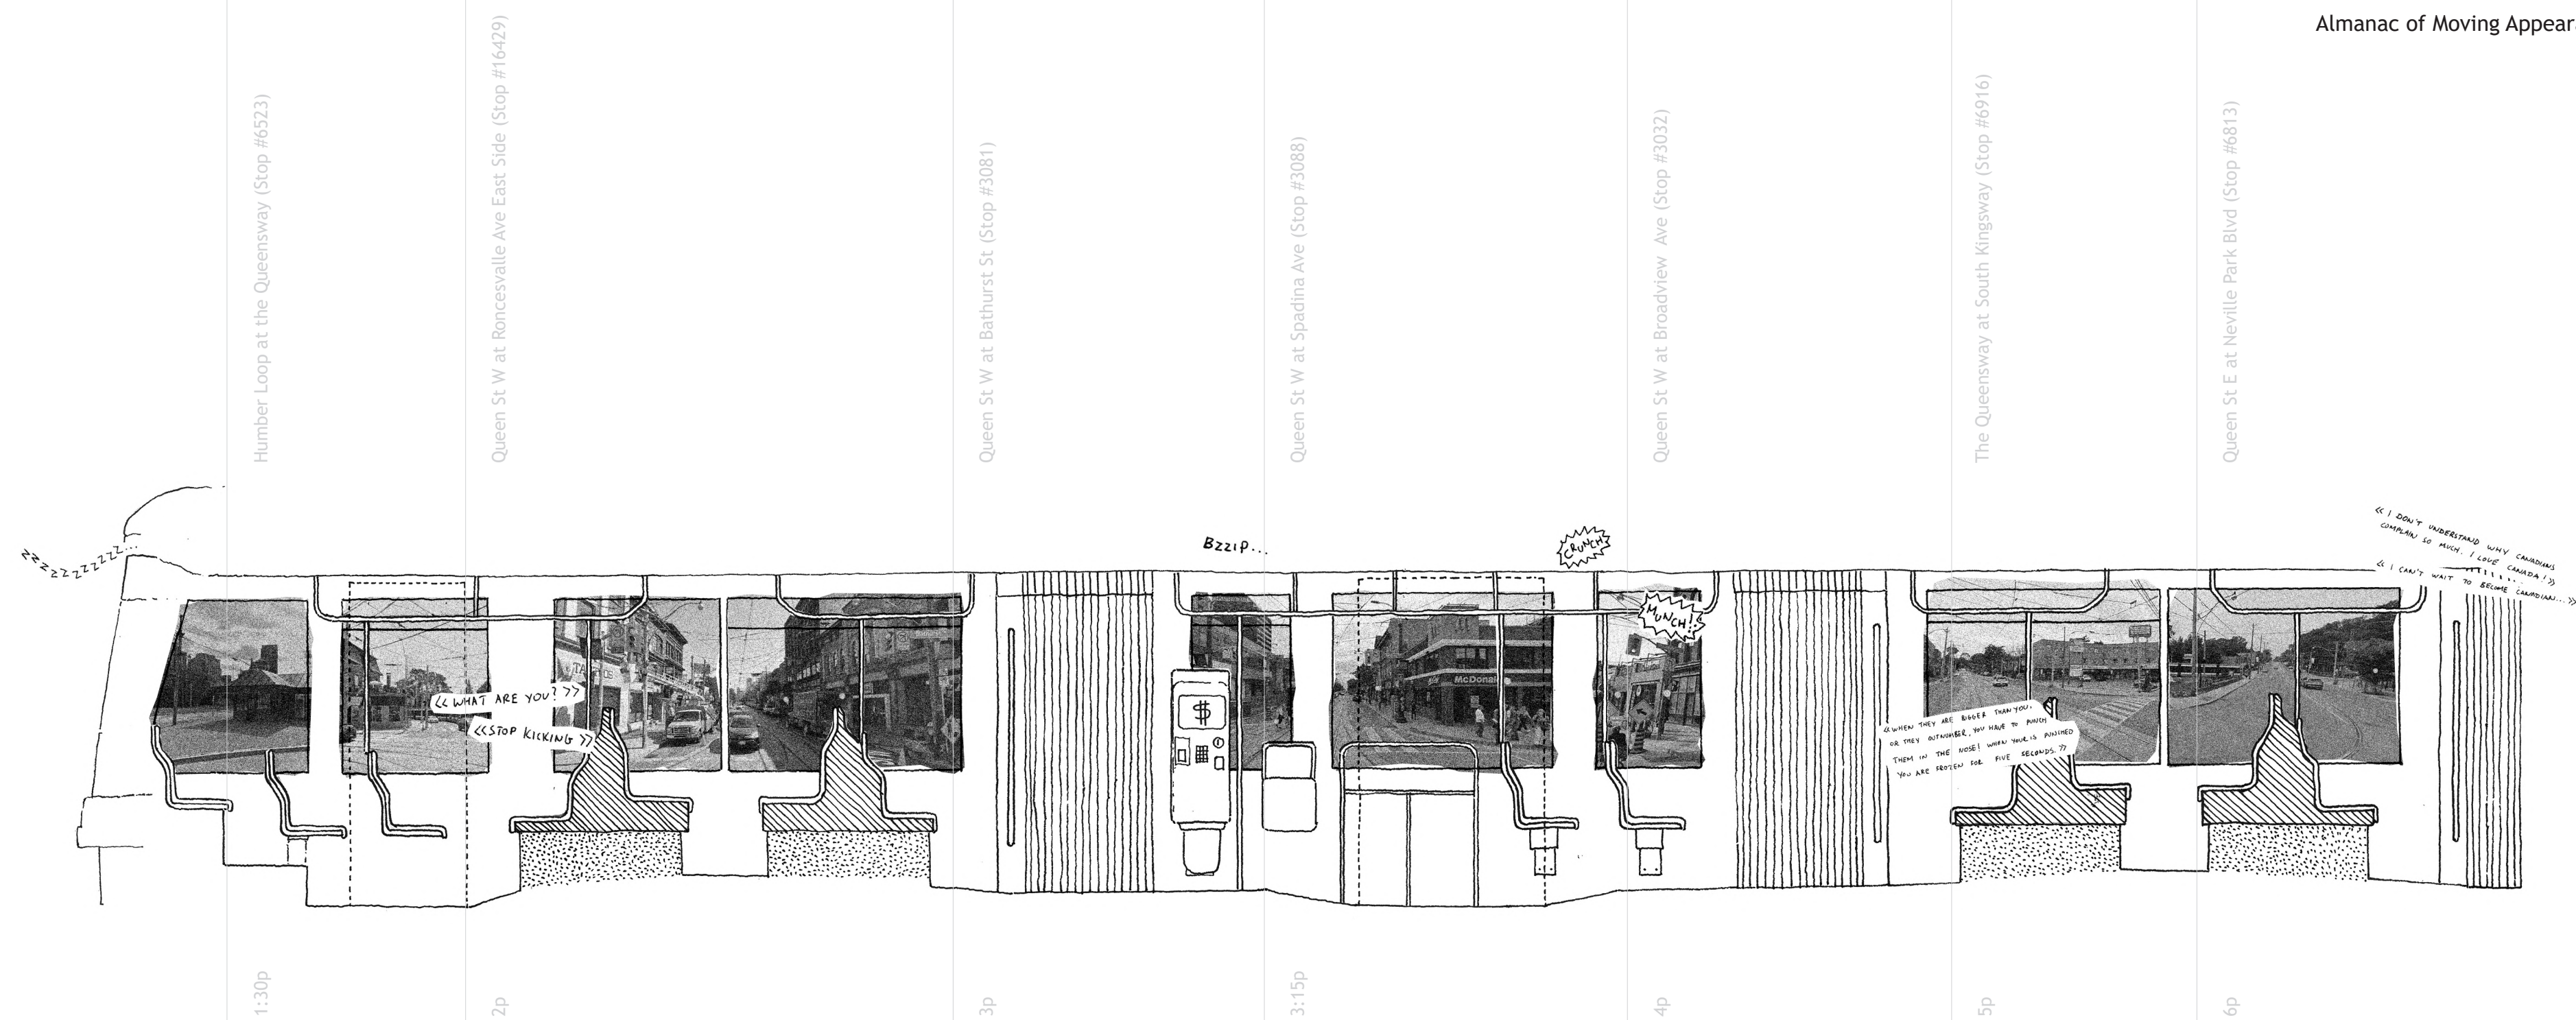 Almanac of Moving Appear
Humber Loop at the Queensway (Stop #6523)
Queen St W at Roncesvalle Ave East Side (Stop #16429)
Queen St W at Bathurst St (Stop #3081)
Queen St W at Spadina Ave (Stop #3088)
Queen St W at Broadview  Ave (Stop #3032)
The Queensway at South Kingsway (Stop #6916)
Queen St E at Neville Park Blvd (Stop #6813)
ZZZZZZZZZZZZ...
BZZIP...
CRUNCH
MUNCH!
<< I DON'T UNDERSTAND WHY CANADIANS
COMPLAIN SO MUCH. I LOVE CANADA! >>
<< I CAN'T WAIT TO BECOME CANADIAN... >>
<< WHAT ARE YOU? >>
<< STOP KICKING >>
$
McDonal
<< WHEN THEY ARE BIGGER THAN YOU,
OR THEY OUTNUMBER, YOU HAVE TO PUNCH
THEM IN THE NOSE! WHEN YOUR IS PUNCHED
YOU ARE FROZEN FOR FIVE SECONDS. >>
1:30p
2p
3p
3:15p
4p
5p
6p